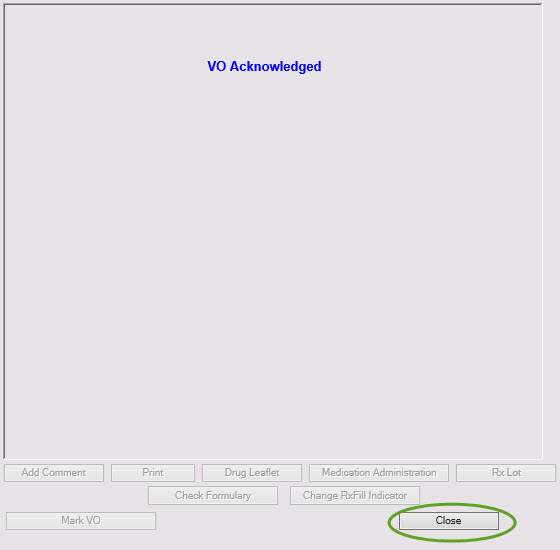 VO Acknowledged
Add Comment Print Drug Leaflet Medication Administration Rx Lot
Check Formulary Change RxFill Indicator
Mark VO Close